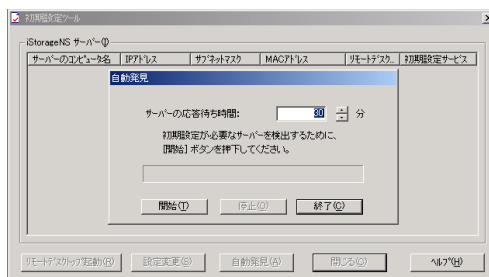 初期設定ツール
iStorageNS サーバー(I)
サーバーのコンピュータ名 IPアドレス サブネットマスク MACアドレス リモートデスク... 初期設定サービス
自動発見
サーバーの応答待ち時間: 30 分
初期設定が必要なサーバーを検出するために、
[開始] ボタンを押下してください。
開始(T) 停止(O) 終了(C)
リモートデスクトップ起動(R) 設定変更(S) 自動発見(A) 閉じる(C) ヘルプ(H)